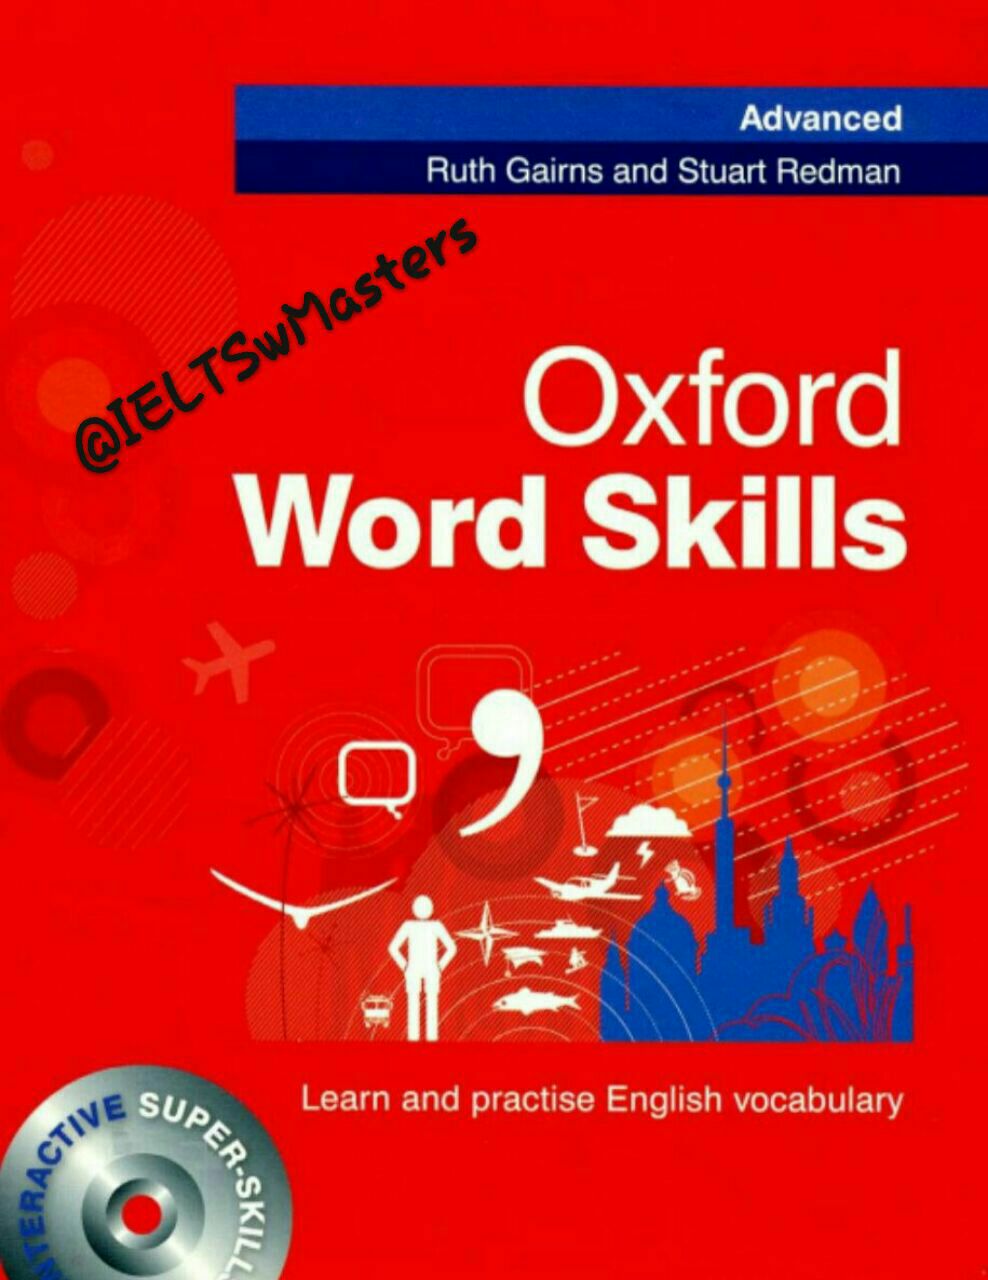 Advanced
Ruth Gairns and Stuart Redman
@IELTSwMasters
Oxford
Word Skills
Learn and practise English vocabulary
INTERACTIVE SUPER-SKILLS